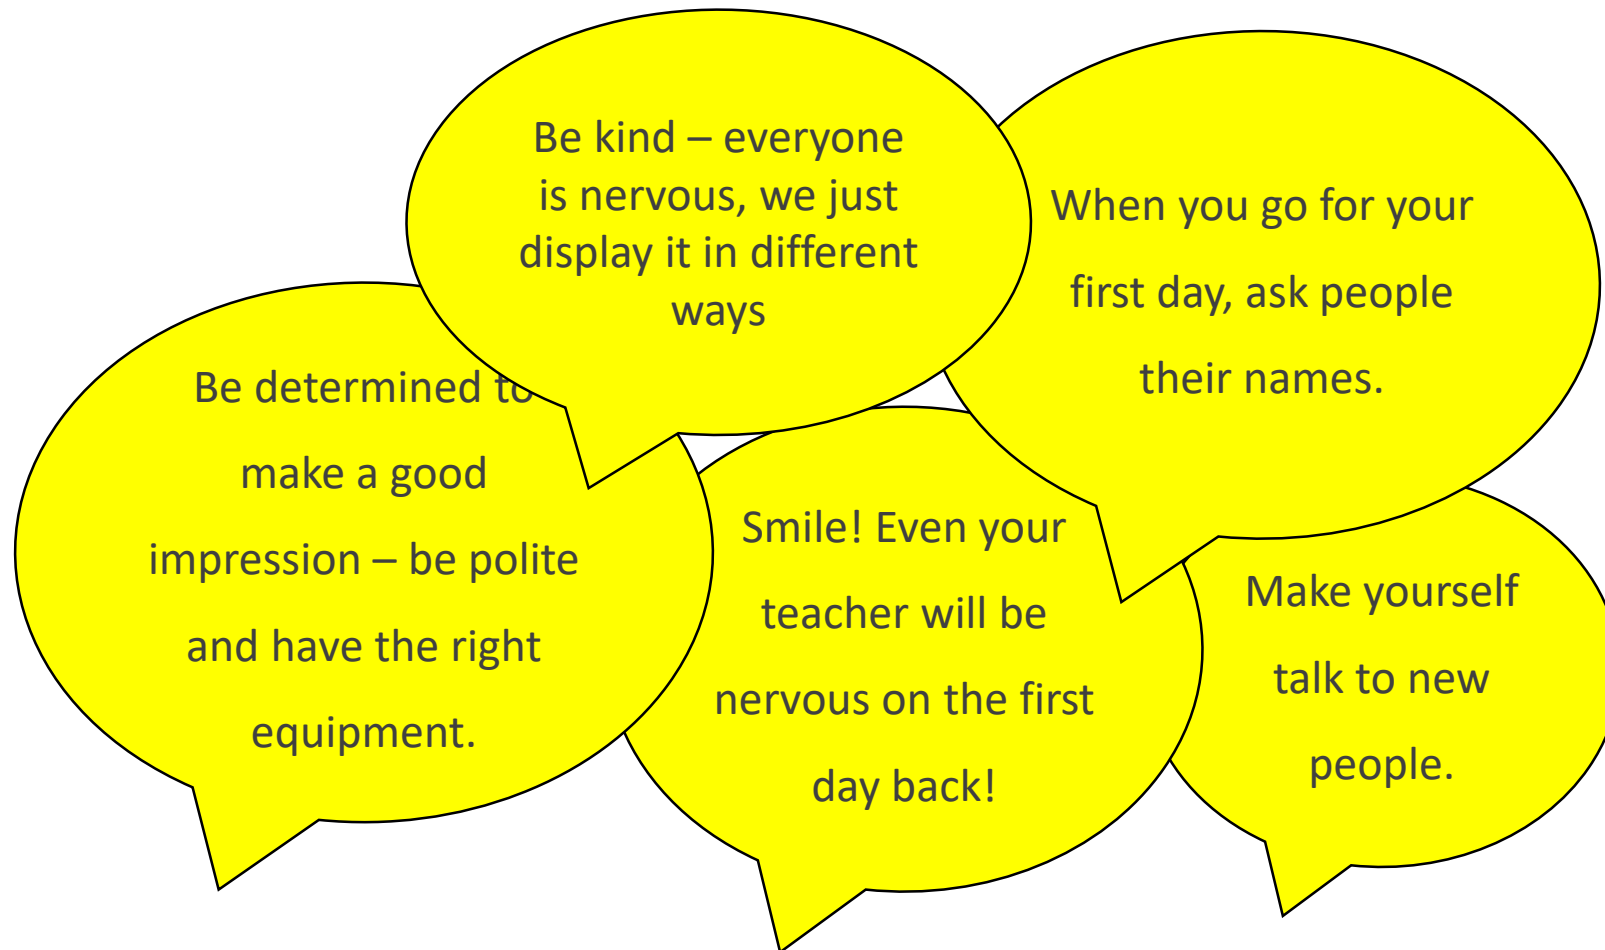 Be kind – everyone
is nervous, we just
display it in different
ways
When you go for your
first day, ask people
their names.
Be determined to
make a good
impression – be polite
and have the right
equipment.
Smile! Even your
teacher will be
nervous on the first
day back!
Make yourself
talk to new
people.